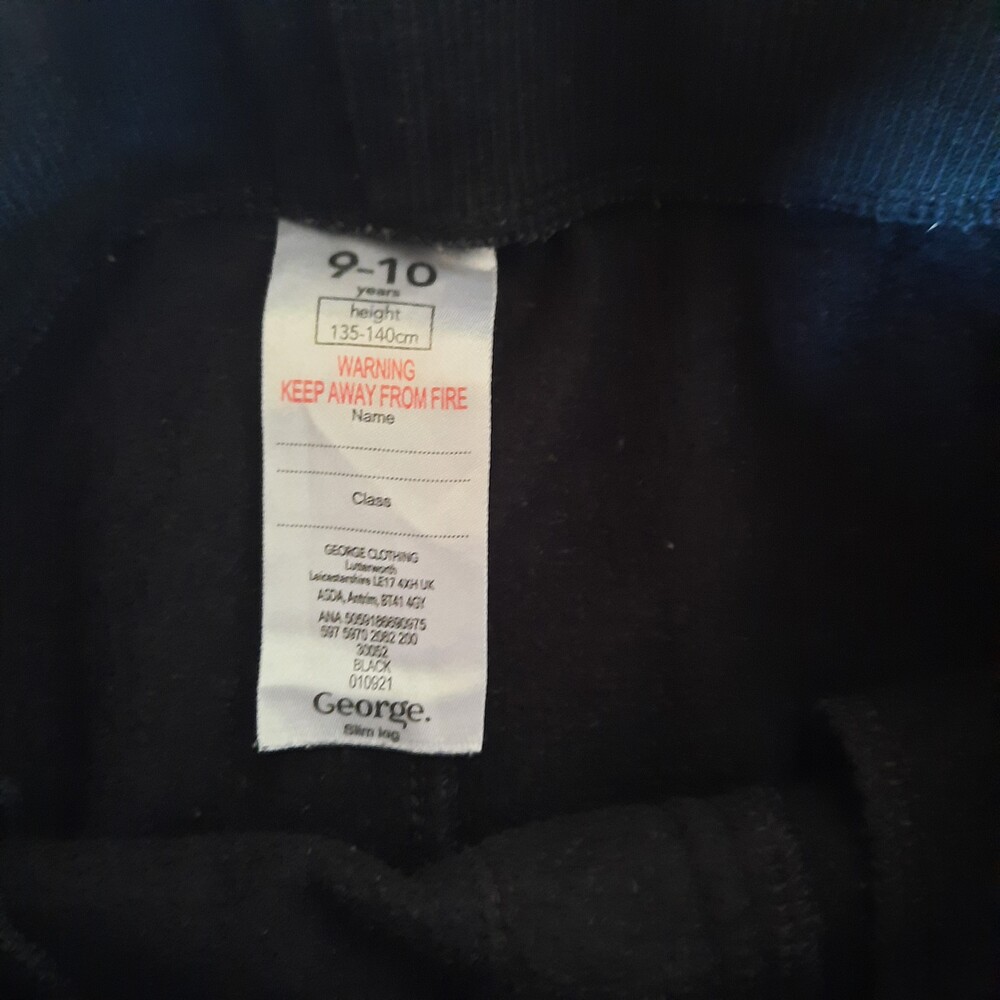 9-10
years
height
135-140cm
WARNING
KEEP AWAY FROM FIRE
Name
Class
GEORGE CLOTHING
Lutterworth
Leicestershire LE17 4XH UK
ASDA, Antrim, BT41 4GY
ANA 5059186890975
597 5970 2082 200
30052
BLACK
010921
George.
Slim leg